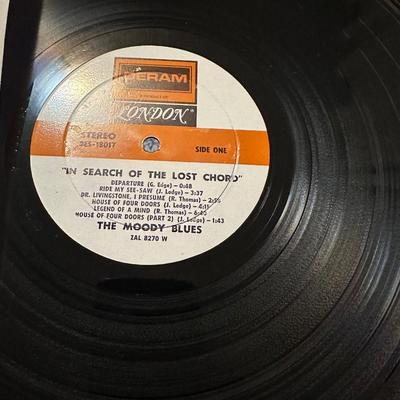 DERAM
LONDON
STEREO
DES-18017
SIDE ONE
"IN SEARCH OF THE LOST CHORD"
DEPARTURE (G. Edge)—0:48
RIDE MY SEE-SAW (J. Lodge)—3:37
DR. LIVINGSTONE, I PRESUME (R. Thomas)—2:58
HOUSE OF FOUR DOORS (J. Lodge)—4:11
LEGEND OF A MIND (R. Thomas)—6:40
HOUSE OF FOUR DOORS (PART 2) (J. Lodge)—1:43
THE MOODY BLUES
ZAL 8270 W